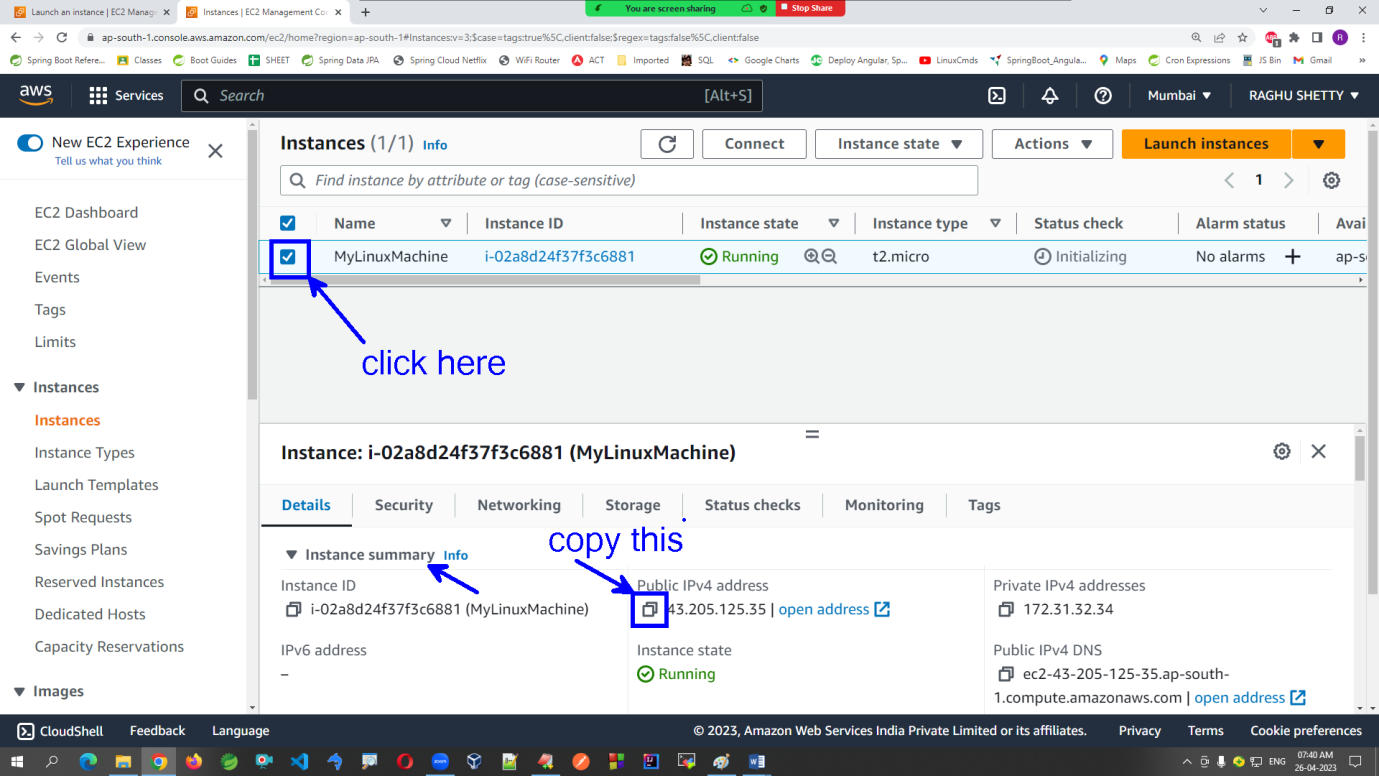 Launch an instance | EC2 Manage
Instances | EC2 Management Con
You are screen sharing
Stop Share
ap-south-1.console.aws.amazon.com/ec2/home?region=ap-south-1#Instances:v=3;$case=tags:true%5C,client:false;$regex=tags:false%5C,client:false
Spring Boot Refere... Classes Boot Guides SHEET Spring Data JPA Spring Cloud Netflix WiFi Router ACT Imported SQL Google Charts Deploy Angular, Sp... LinuxCmds SpringBoot_Angula... Maps Cron Expressions JS Bin Gmail »
aws Services Search [Alt+S] Mumbai RAGHU SHETTY
New EC2 Experience
Tell us what you think
EC2 Dashboard
EC2 Global View
Events
Tags
Limits
Instances
Instances
Instance Types
Launch Templates
Spot Requests
Savings Plans
Reserved Instances
Dedicated Hosts
Capacity Reservations
Images
Instances (1/1) Info
Connect Instance state Actions Launch instances
Find instance by attribute or tag (case-sensitive)
1
Name Instance ID Instance state Instance type Status check Alarm status Avai
MyLinuxMachine i-02a8d24f37f3c6881 Running t2.micro Initializing No alarms + ap-s
click here
Instance: i-02a8d24f37f3c6881 (MyLinuxMachine)
Details Security Networking Storage Status checks Monitoring Tags
copy this
Instance summary Info
Instance ID
i-02a8d24f37f3c6881 (MyLinuxMachine)
Public IPv4 address
43.205.125.35 | open address
Private IPv4 addresses
172.31.32.34
IPv6 address
–
Instance state
Running
Public IPv4 DNS
ec2-43-205-125-35.ap-south-
1.compute.amazonaws.com | open address
CloudShell Feedback Language © 2023, Amazon Web Services India Private Limited or its affiliates. Privacy Terms Cookie preferences
ENG
07:40 AM
26-04-2023